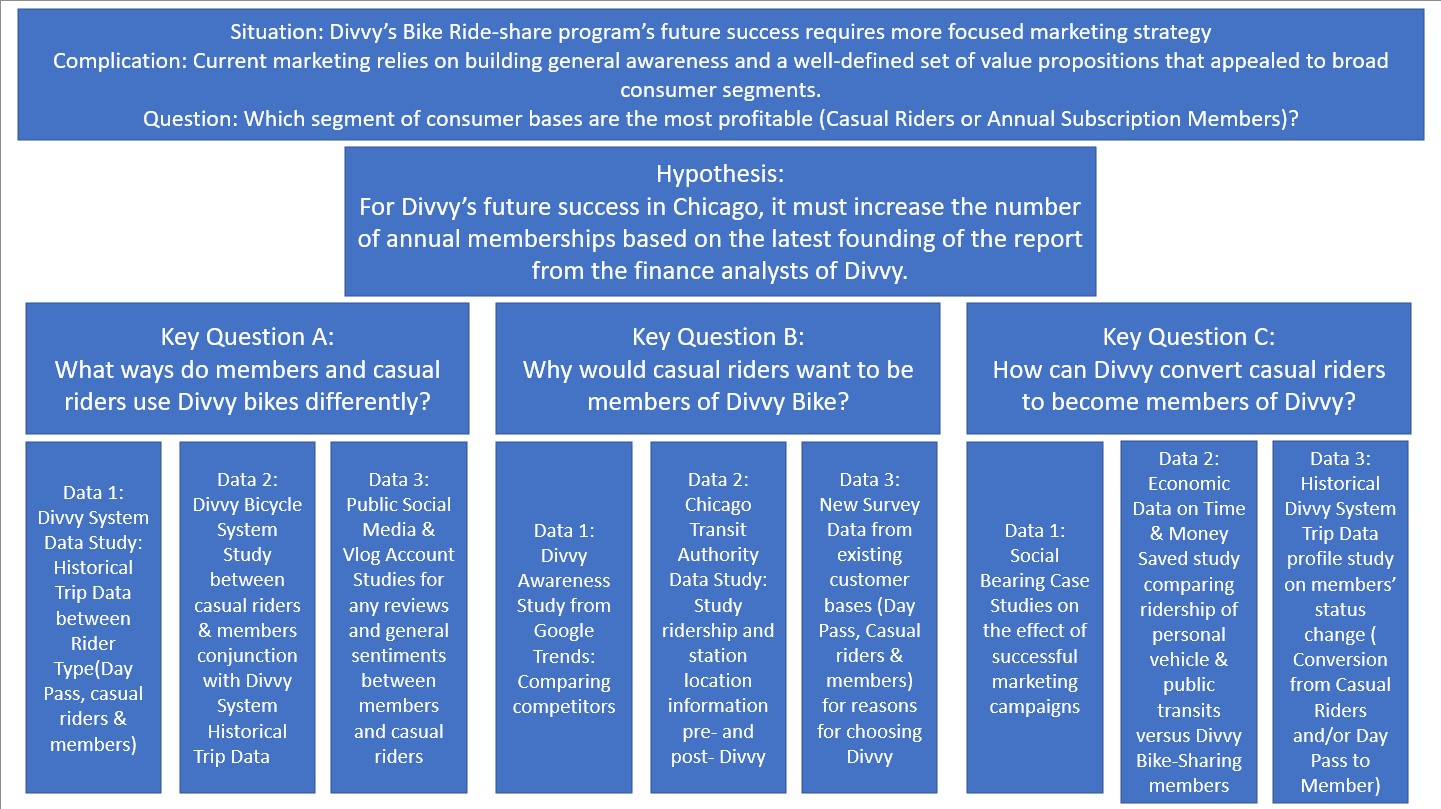 Situation: Divvy’s Bike Ride-share program’s future success requires more focused marketing strategy
Complication: Current marketing relies on building general awareness and a well-defined set of value propositions that appealed to broad
consumer segments.
Question: Which segment of consumer bases are the most profitable (Casual Riders or Annual Subscription Members)?
Hypothesis:
For Divvy’s future success in Chicago, it must increase the number
of annual memberships based on the latest founding of the report
from the finance analysts of Divvy.
Key Question A:
What ways do members and casual
riders use Divvy bikes differently?
Data 1:
Divvy System
Data Study:
Historical
Trip Data
between
Rider
Type(Day
Pass, casual
riders &
members)
Data 2:
Divvy Bicycle
System
Study
between
casual riders
& members
conjunction
with Divvy
System
Historical
Trip Data
Data 3:
Public Social
Media &
Vlog Account
Studies for
any reviews
and general
sentiments
between
members
and casual
riders
Key Question B:
Why would casual riders want to be
members of Divvy Bike?
Data 1:
Divvy
Awareness
Study from
Google
Trends:
Comparing
competitors
Data 2:
Chicago
Transit
Authority
Data Study:
Study
ridership and
station
location
information
pre- and
post- Divvy
Data 3:
New Survey
Data from
existing
customer
bases (Day
Pass, Casual
riders &
members)
for reasons
for choosing
Divvy
Key Question C:
How can Divvy convert casual riders
to become members of Divvy?
Data 1:
Social
Bearing Case
Studies on
the effect of
successful
marketing
campaigns
Data 2:
Economic
Data on Time
& Money
Saved study
comparing
ridership of
personal
vehicle &
public
transits
versus Divvy
Bike-Sharing
members
Data 3:
Historical
Divvy System
Trip Data
profile study
on members’
status
change (
Conversion
from Casual
Riders
and/or Day
Pass to
Member)